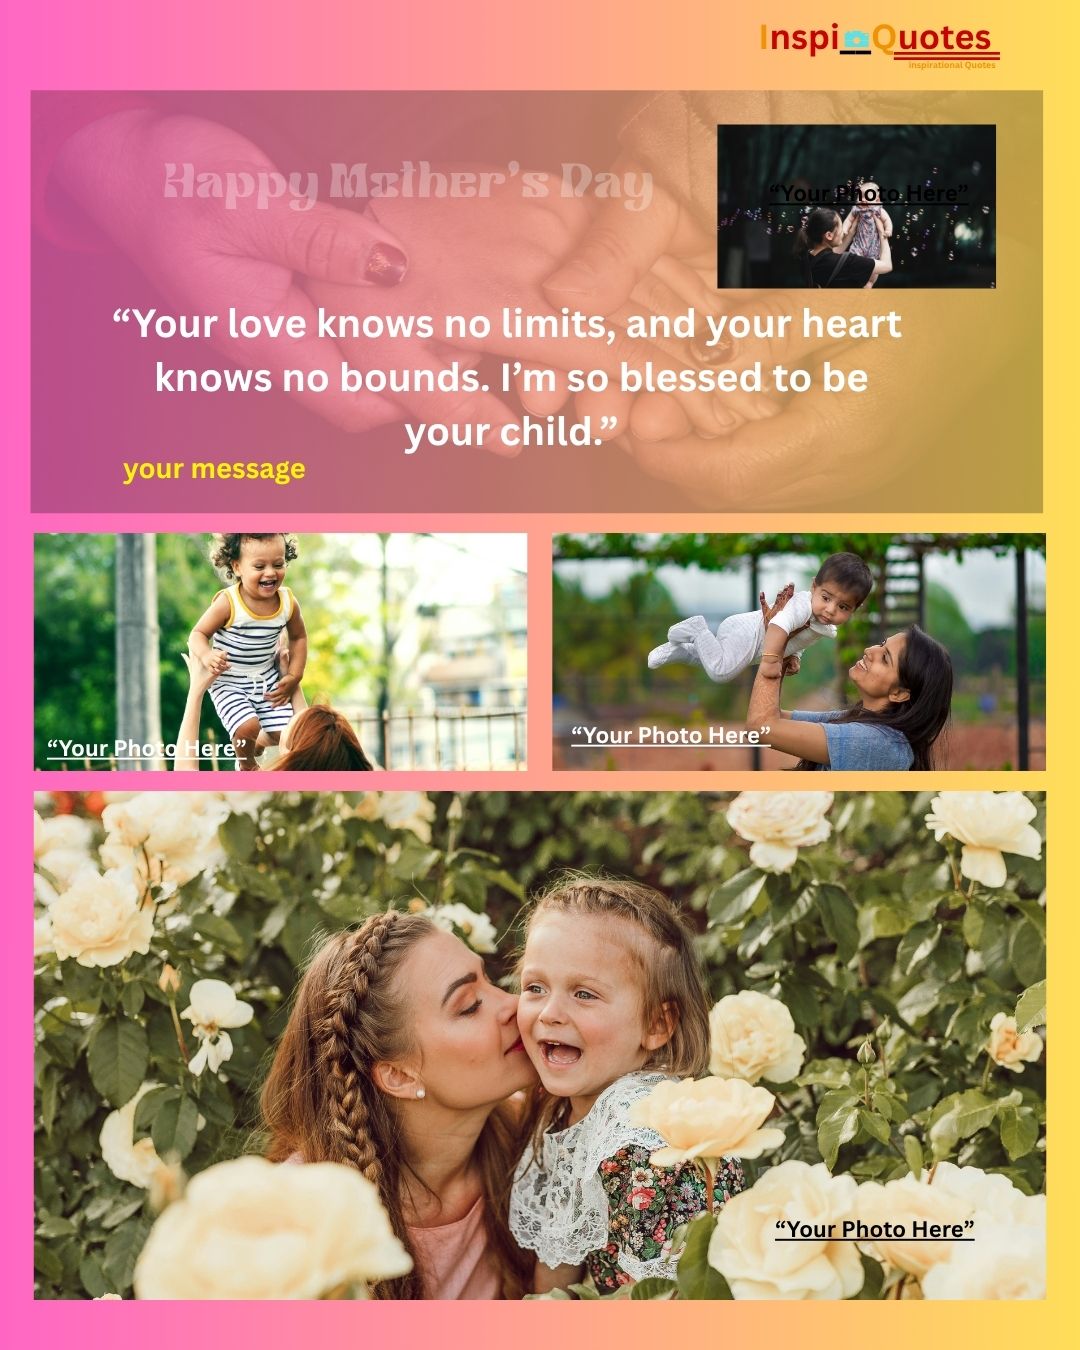 InspiQuotes
inspirational Quotes
Happy Mother's Day
“Your Photo Here”
“Your love knows no limits, and your heart
knows no bounds. I’m so blessed to be
your child.”
your message
“Your Photo Here”
“Your Photo Here”
“Your Photo Here”